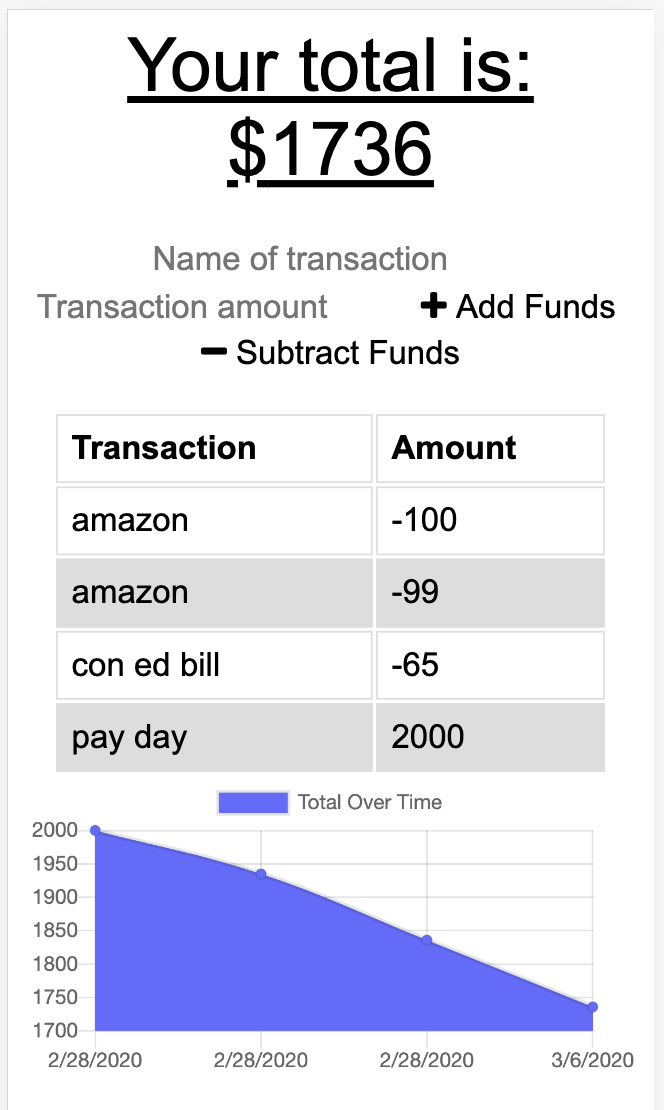 Your total is:
$1736
Name of transaction
Transaction amount + Add Funds
− Subtract Funds
Transaction Amount
amazon -100
amazon -99
con ed bill -65
pay day 2000
Total Over Time
2000
1950
1900
1850
1800
1750
1700
2/28/2020 2/28/2020 2/28/2020 3/6/2020